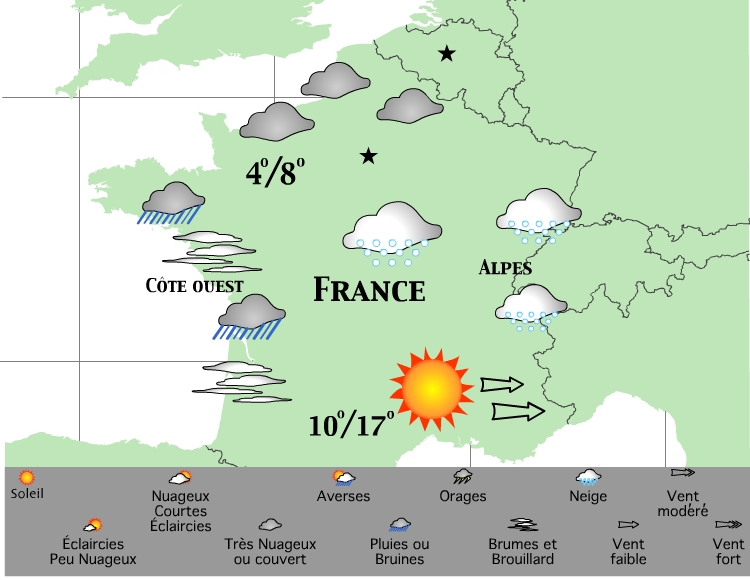 4°/8°
CÔTE OUEST
ALPES
FRANCE
10°/17°
Soleil
Nuageux
Courtes
Éclaircies
Averses
Orages
Neige
Vent
modéré
Éclaircies
Peu Nuageux
Très Nuageux
ou couvert
Pluies ou
Bruines
Brumes et
Brouillard
Vent
faible
Vent
fort